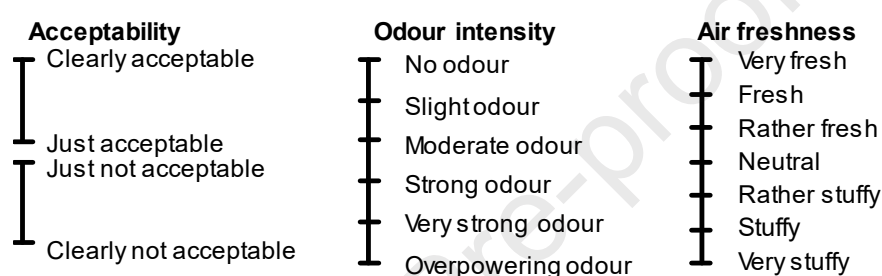 Acceptability
Clearly acceptable
Just acceptable
Just not acceptable
Clearly not acceptable
Odour intensity
No odour
Slight odour
Moderate odour
Strong odour
Very strong odour
Overpowering odour
Air freshness
Very fresh
Fresh
Rather fresh
Neutral
Rather stuffy
Stuffy
Very stuffy
re-proo